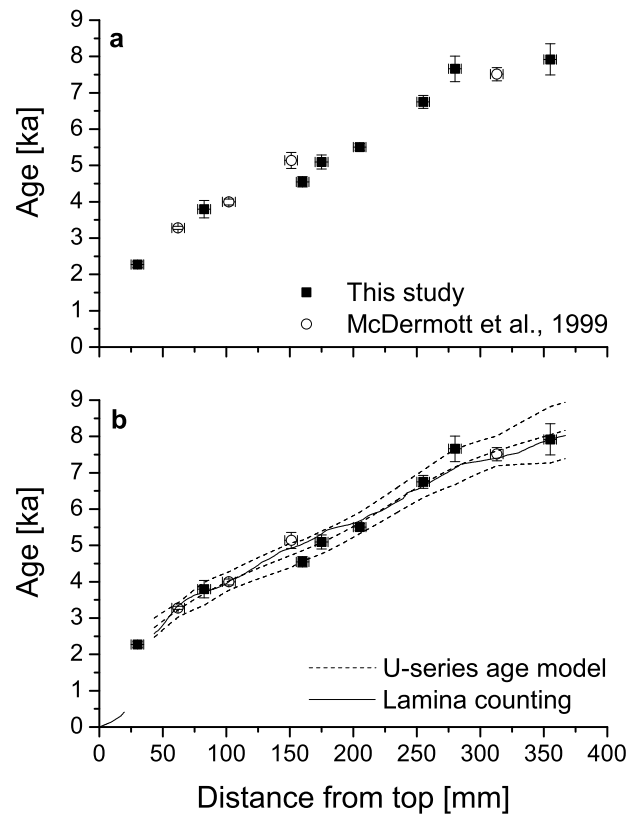 9
a
8
7
6
5
4
3
2
1
0
Age [ka]
This study
McDermott et al., 1999
9
b
8
7
6
5
4
3
2
1
0
Age [ka]
U-series age model
Lamina counting
0 50 100 150 200 250 300 350 400
Distance from top [mm]